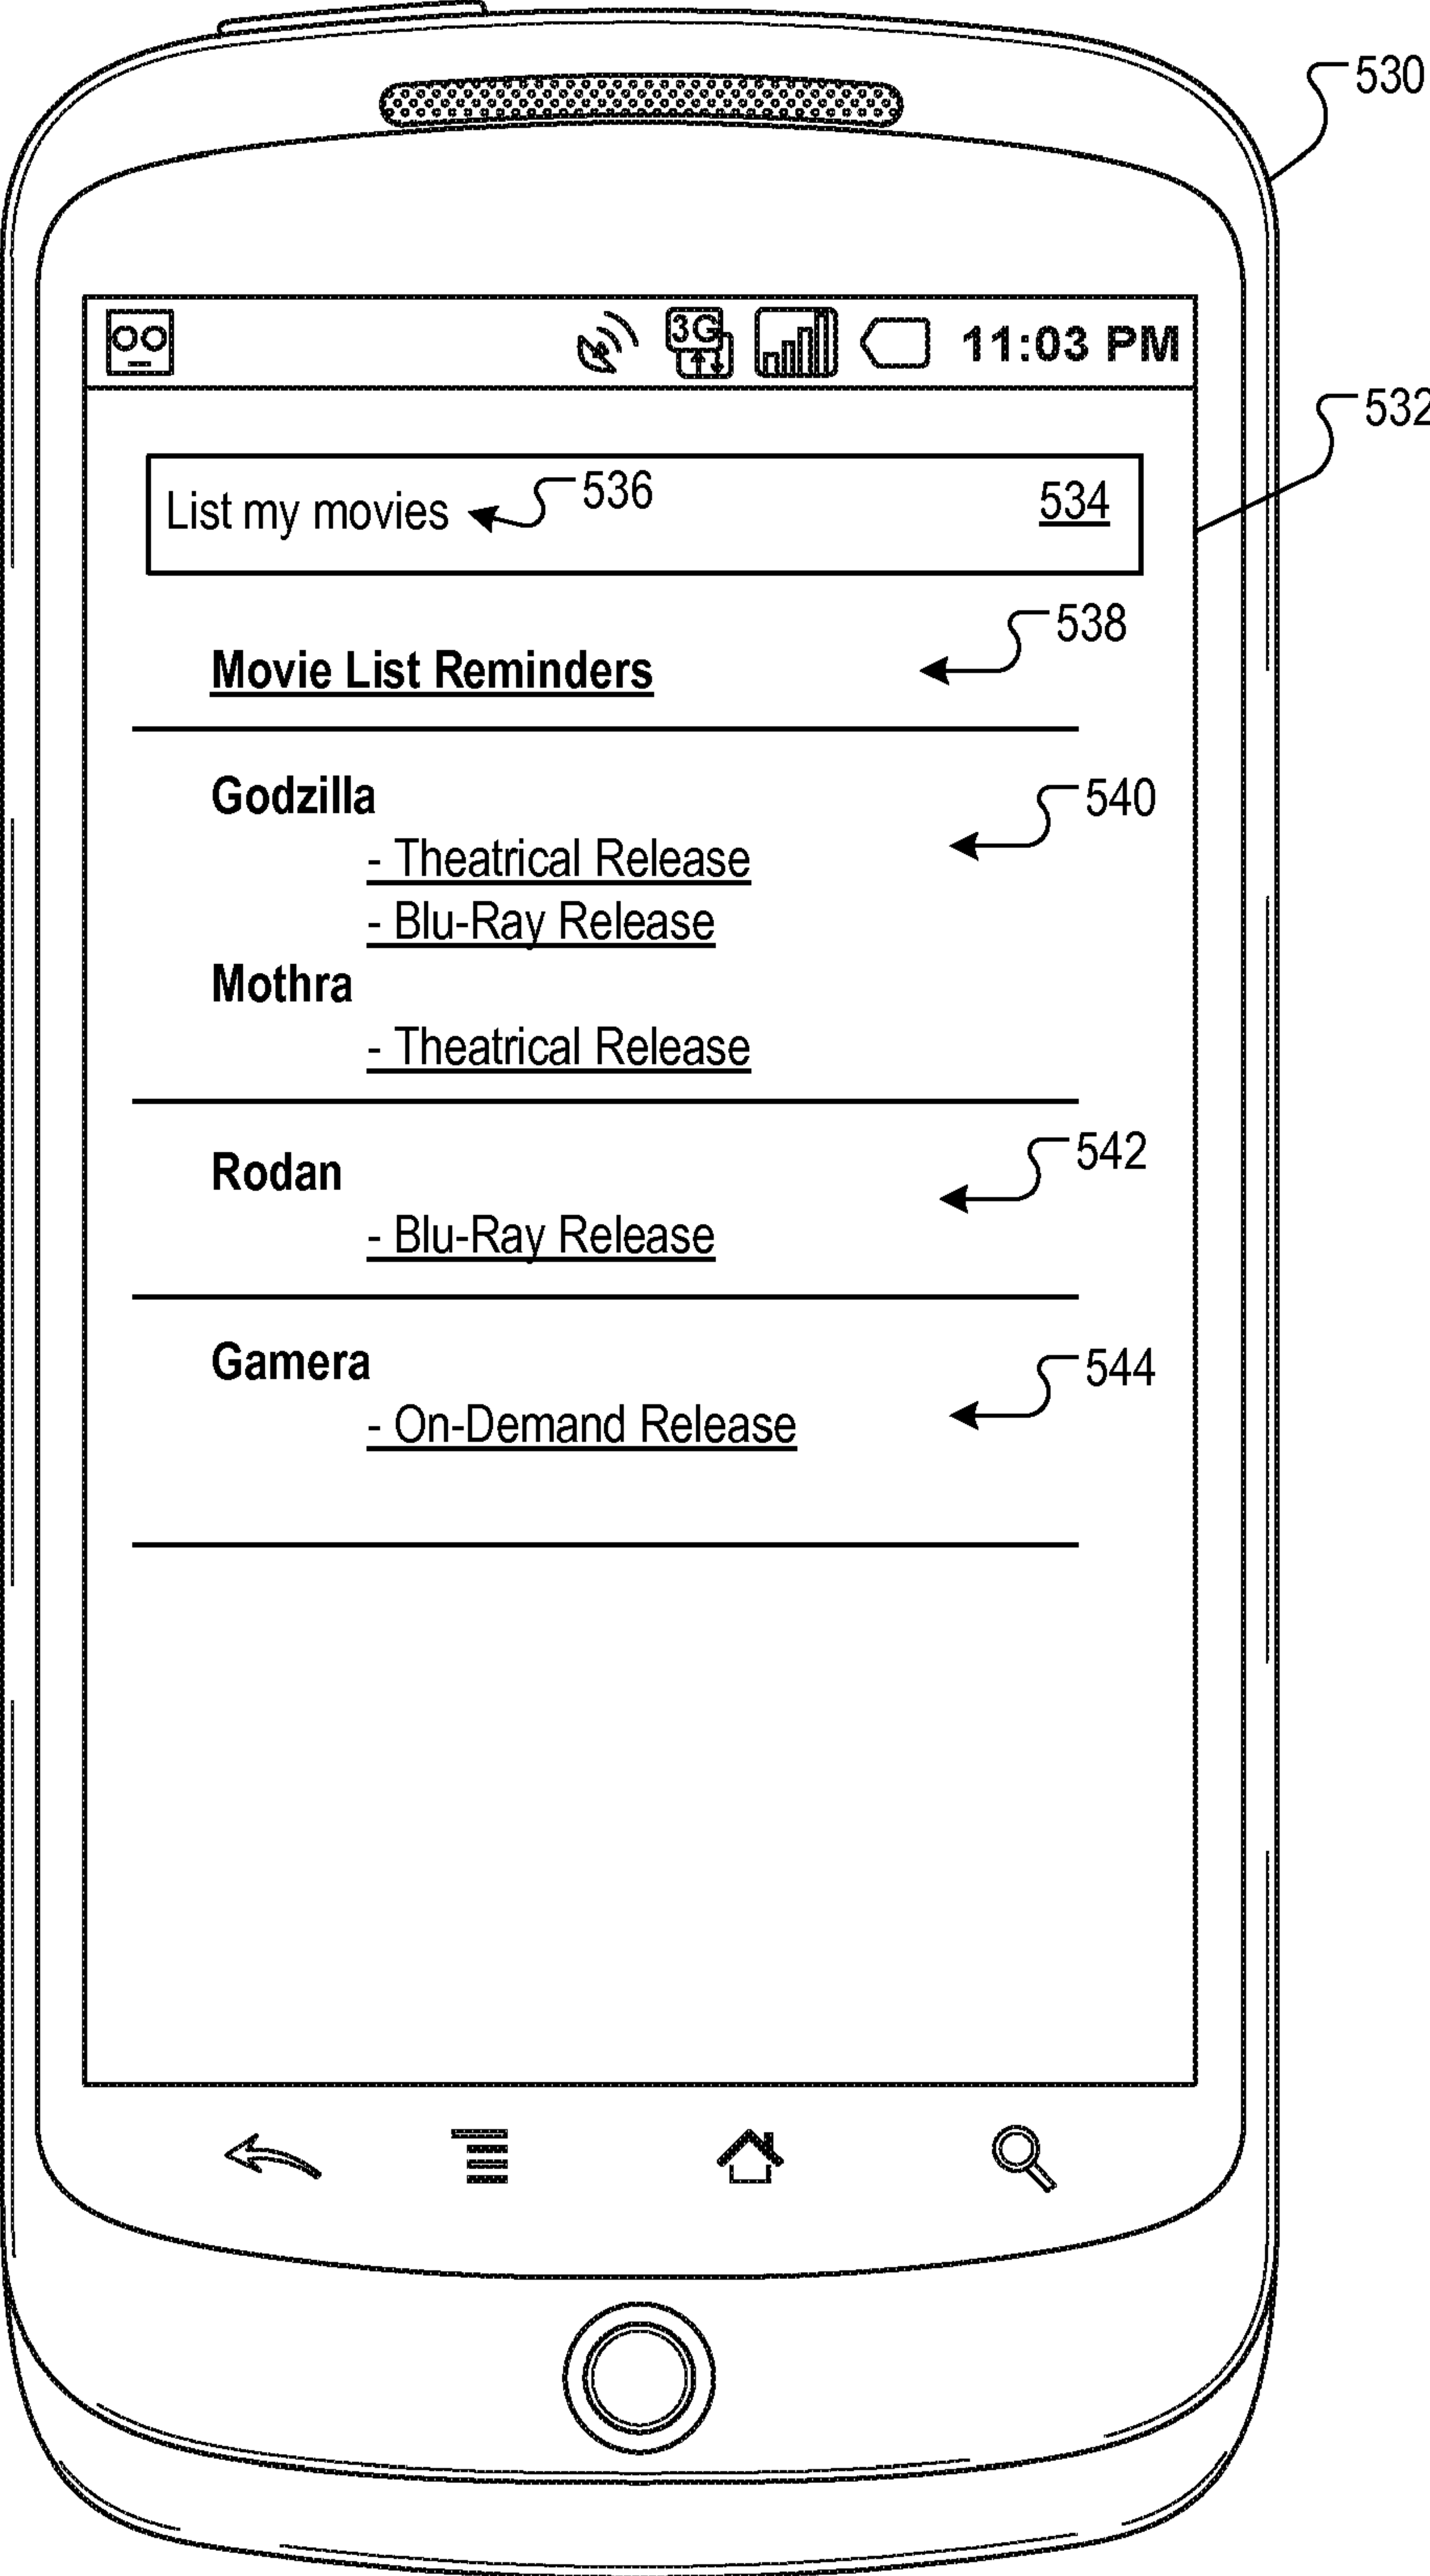 530
3G 11:03 PM
532
List my movies 536 534
538
Movie List Reminders
Godzilla 540
- Theatrical Release
- Blu-Ray Release
Mothra
- Theatrical Release
Rodan 542
- Blu-Ray Release
Gamera 544
- On-Demand Release